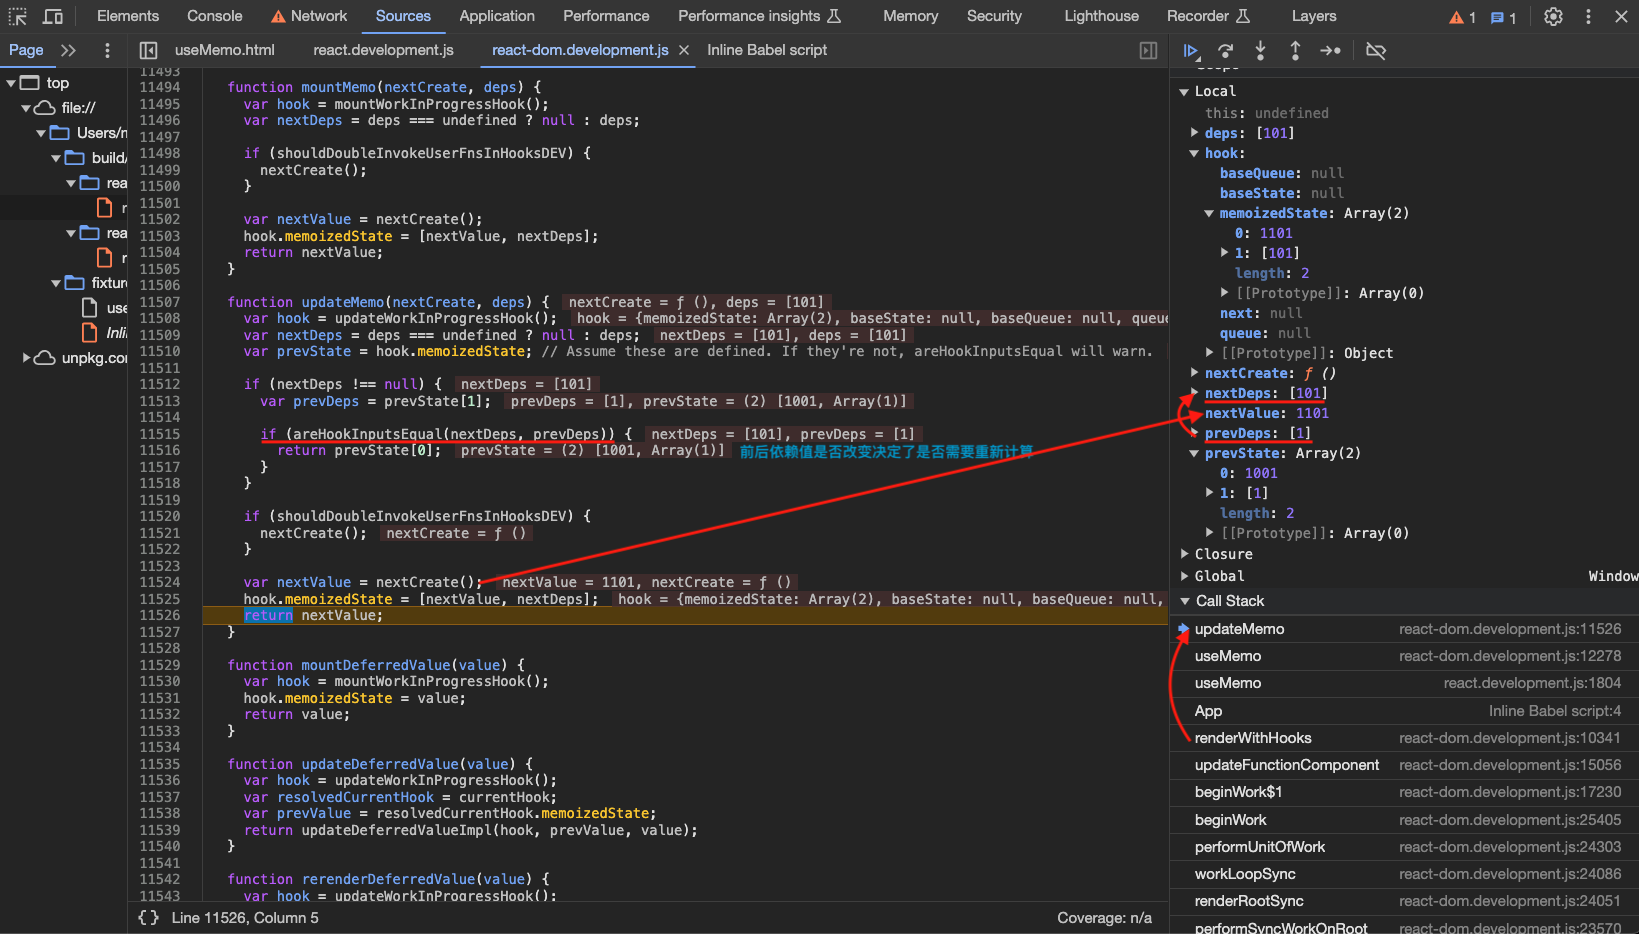 Elements Console Network Sources Application Performance Performance insights Memory Security Lighthouse Recorder Layers 1 1
Page useMemo.html react.development.js react-dom.development.js Inline Babel script
top
file://
Users/
build/
rea
r
rea
r
fixture
use
Inli
unpkg.co
11493
11494 function mountMemo(nextCreate, deps) {
11495 var hook = mountWorkInProgressHook();
11496 var nextDeps = deps === undefined ? null : deps;
11497
11498 if (shouldDoubleInvokeUserFnsInHooksDEV) {
11499 nextCreate();
11500 }
11501
11502 var nextValue = nextCreate();
11503 hook.memoizedState = [nextValue, nextDeps];
11504 return nextValue;
11505 }
11506
11507 function updateMemo(nextCreate, deps) { nextCreate = ƒ (), deps = [101]
11508 var hook = updateWorkInProgressHook(); hook = {memoizedState: Array(2), baseState: null, baseQueue: null, queue
11509 var nextDeps = deps === undefined ? null : deps; nextDeps = [101], deps = [101]
11510 var prevState = hook.memoizedState; // Assume these are defined. If they're not, areHookInputsEqual will warn.
11511
11512 if (nextDeps !== null) { nextDeps = [101]
11513 var prevDeps = prevState[1]; prevDeps = [1], prevState = (2) [1001, Array(1)]
11514
11515 if (areHookInputsEqual(nextDeps, prevDeps)) { nextDeps = [101], prevDeps = [1]
11516 return prevState[0]; prevState = (2) [1001, Array(1)] 前后依赖值是否改变决定了是否需要重新计算
11517 }
11518 }
11519
11520 if (shouldDoubleInvokeUserFnsInHooksDEV) {
11521 nextCreate(); nextCreate = ƒ ()
11522 }
11523
11524 var nextValue = nextCreate(); nextValue = 1101, nextCreate = ƒ ()
11525 hook.memoizedState = [nextValue, nextDeps]; hook = {memoizedState: Array(2), baseState: null, baseQueue: null,
11526 return nextValue;
11527 }
11528
11529 function mountDeferredValue(value) {
11530 var hook = mountWorkInProgressHook();
11531 hook.memoizedState = value;
11532 return value;
11533 }
11534
11535 function updateDeferredValue(value) {
11536 var hook = updateWorkInProgressHook();
11537 var resolvedCurrentHook = currentHook;
11538 var prevValue = resolvedCurrentHook.memoizedState;
11539 return updateDeferredValueImpl(hook, prevValue, value);
11540 }
11541
11542 function rerenderDeferredValue(value) {
11543 var hook = updateWorkInProgressHook();
{} Line 11526, Column 5 Coverage: n/a
Scope
Local
this: undefined
deps: [101]
hook:
baseQueue: null
baseState: null
memoizedState: Array(2)
0: 1101
1: [101]
length: 2
[[Prototype]]: Array(0)
next: null
queue: null
[[Prototype]]: Object
nextCreate: ƒ ()
nextDeps: [101]
nextValue: 1101
prevDeps: [1]
prevState: Array(2)
0: 1001
1: [1]
length: 2
[[Prototype]]: Array(0)
Closure
Global Window
Call Stack
updateMemo react-dom.development.js:11526
useMemo react-dom.development.js:12278
useMemo react.development.js:1804
App Inline Babel script:4
renderWithHooks react-dom.development.js:10341
updateFunctionComponent react-dom.development.js:15056
beginWork$1 react-dom.development.js:17230
beginWork react-dom.development.js:25405
performUnitOfWork react-dom.development.js:24303
workLoopSync react-dom.development.js:24086
renderRootSync react-dom.development.js:24051
performSyncWorkOnRoot react-dom.development.js:23570